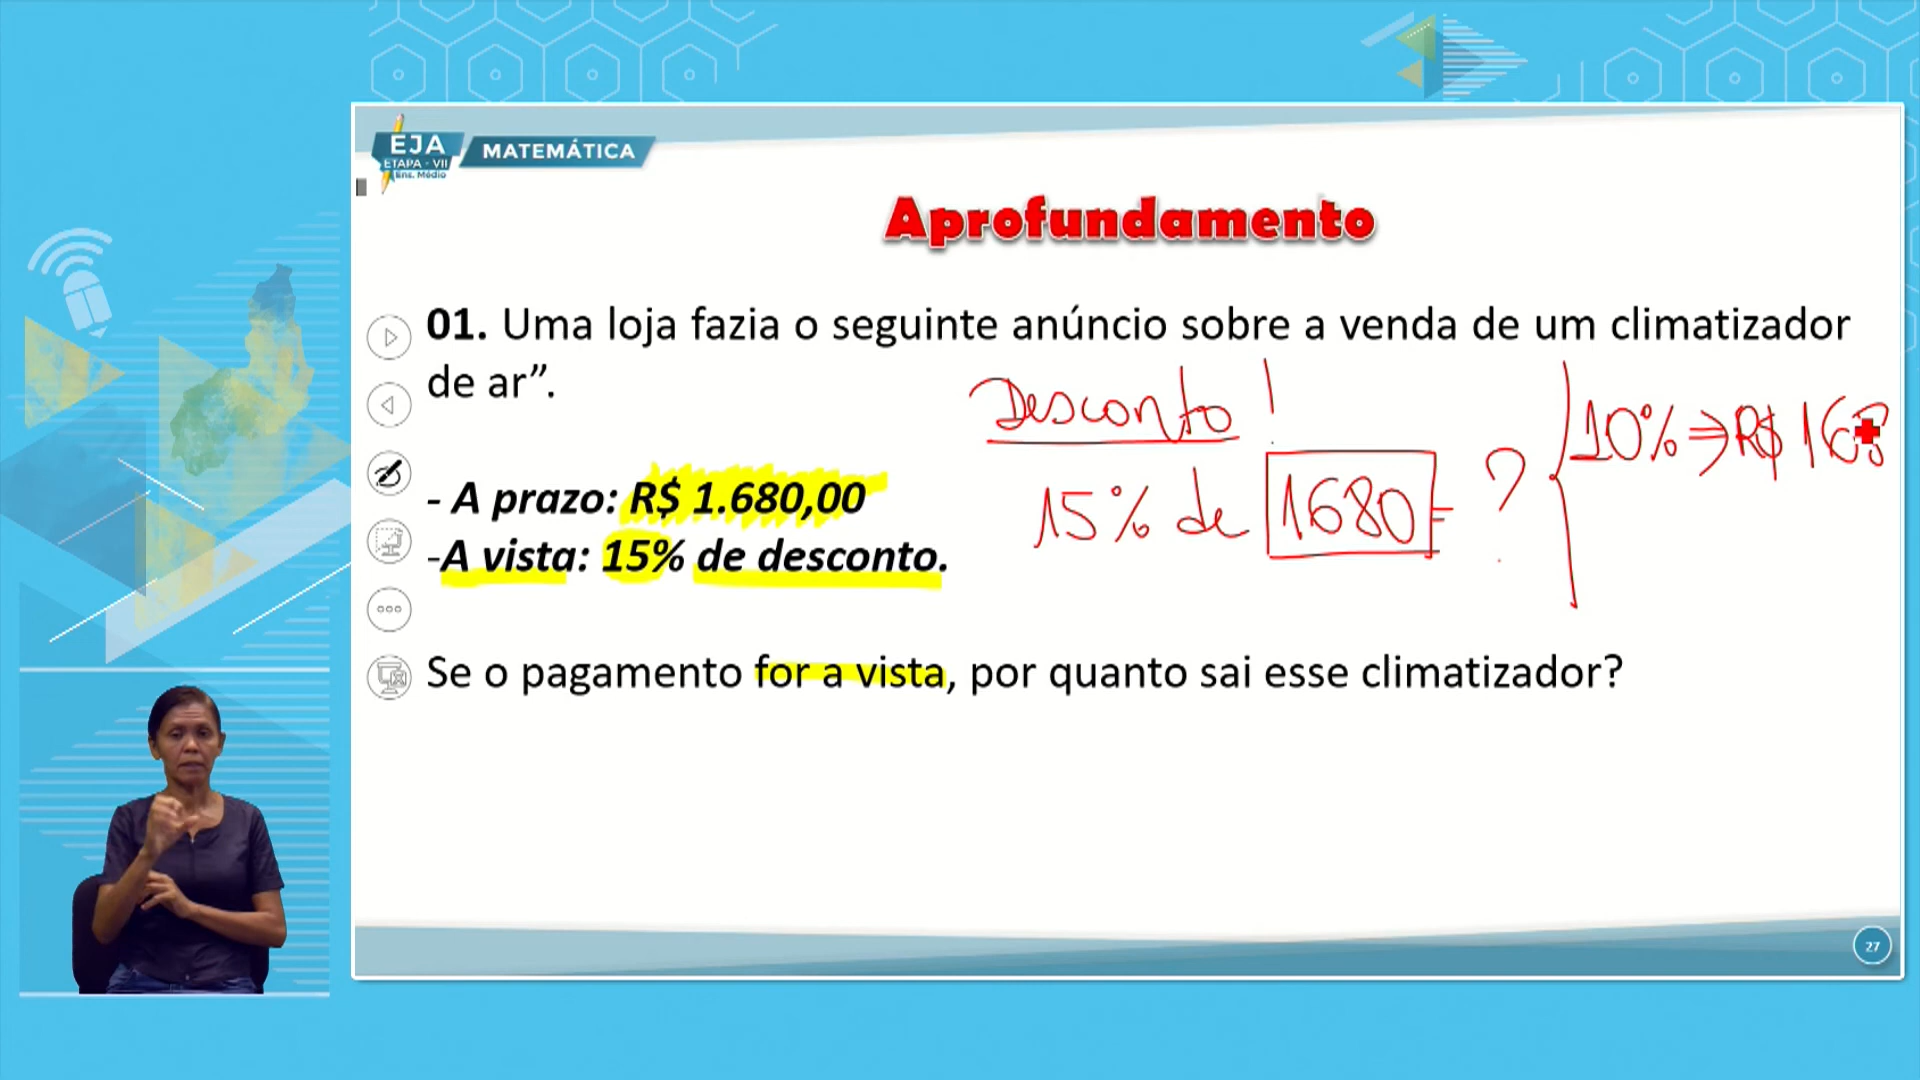 EJA
ETAPA - VII
Ens. Médio
MATEMÁTICA
Aprofundamento
01. Uma loja fazia o seguinte anúncio sobre a venda de um climatizador
de ar”.
Desconto !
10% ⇒ R$ 168
- A prazo: R$ 1.680,00
15% de 1680 = ?
-A vista: 15% de desconto.
Se o pagamento for a vista, por quanto sai esse climatizador?
27